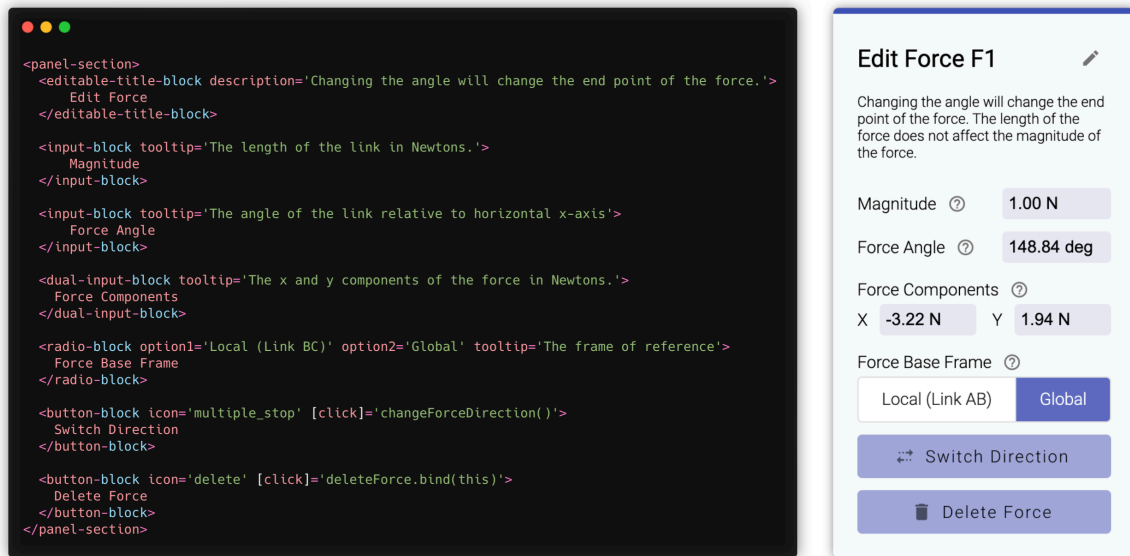 <panel-section>
<editable-title-block description='Changing the angle will change the end point of the force.'>
Edit Force
</editable-title-block>
<input-block tooltip='The length of the link in Newtons.'>
Magnitude
</input-block>
<input-block tooltip='The angle of the link relative to horizontal x-axis'>
Force Angle
</input-block>
<dual-input-block tooltip='The x and y components of the force in Newtons.'>
Force Components
</dual-input-block>
<radio-block option1='Local (Link BC)' option2='Global' tooltip='The frame of reference'>
Force Base Frame
</radio-block>
<button-block icon='multiple_stop' [click]='changeForceDirection()'>
Switch Direction
</button-block>
<button-block icon='delete' [click]='deleteForce.bind(this)'>
Delete Force
</button-block>
</panel-section>
Edit Force F1
Changing the angle will change the end
point of the force. The length of the
force does not affect the magnitude of
the force.
Magnitude ? 1.00 N
Force Angle ? 148.84 deg
Force Components ?
X -3.22 N Y 1.94 N
Force Base Frame ?
Local (Link AB) Global
Switch Direction
Delete Force